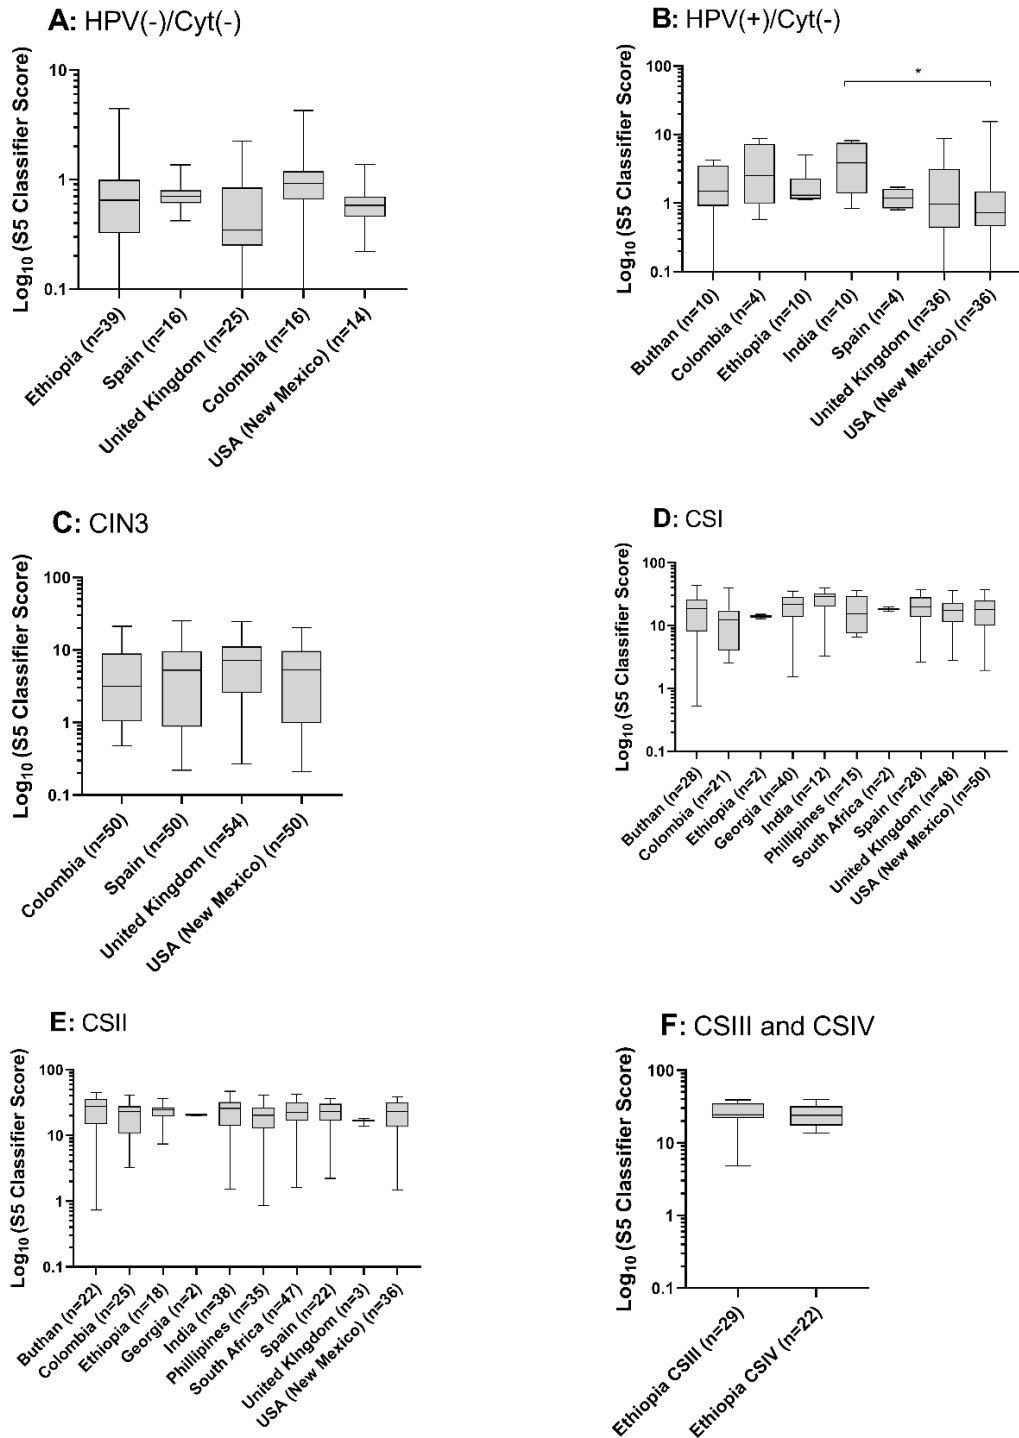 A: HPV(-)/Cyt(-)
Log10 (S5 Classifier Score)
10
1
0.1
Ethiopia (n=39)
Spain (n=16)
United Kingdom (n=25)
Colombia (n=16)
USA (New Mexico) (n=14)
B: HPV(+)/Cyt(-)
Log10 (S5 Classifier Score)
100
10
1
0.1
*
Buthan (n=10)
Colombia (n=4)
Ethiopia (n=10)
India (n=10)
Spain (n=4)
United Kingdom (n=36)
USA (New Mexico) (n=36)
C: CIN3
Log10 (S5 Classifier Score)
100
10
1
0.1
Colombia (n=50)
Spain (n=50)
United Kingdom (n=54)
USA (New Mexico) (n=50)
D: CSI
Log10 (S5 Classifier Score)
100
10
1
0.1
Buthan (n=28)
Colombia (n=21)
Ethiopia (n=2)
Georgia (n=40)
India (n=12)
Phillipines (n=15)
South Africa (n=2)
Spain (n=28)
United Kingdom (n=48)
USA (New Mexico) (n=50)
E: CSII
Log10 (S5 Classifier Score)
100
10
1
0.1
Buthan (n=22)
Colombia (n=25)
Ethiopia (n=18)
Georgia (n=2)
India (n=38)
Phillipines (n=35)
South Africa (n=47)
Spain (n=22)
United KIngdom (n=3)
USA (New Mexico) (n=36)
F: CSIII and CSIV
Log10 (S5 Classifier Score)
100
10
1
0.1
Ethiopia CSIII (n=29)
Ethiopia CSIV (n=22)